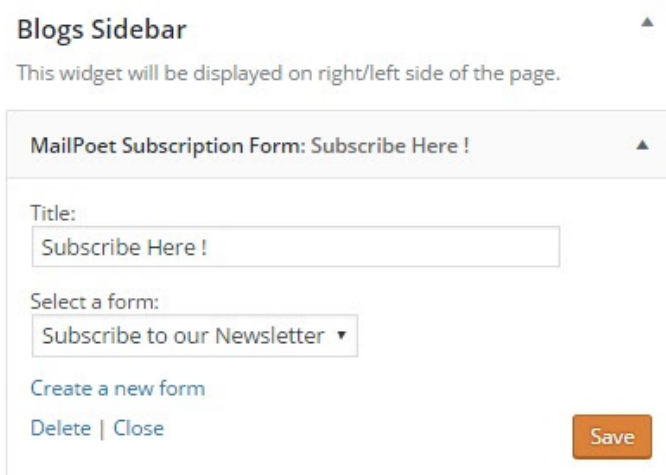 Blogs Sidebar
This widget will be displayed on right/left side of the page.
MailPoet Subscription Form: Subscribe Here !
Title:
Subscribe Here !
Select a form:
Subscribe to our Newsletter
Create a new form
Delete | Close
Save